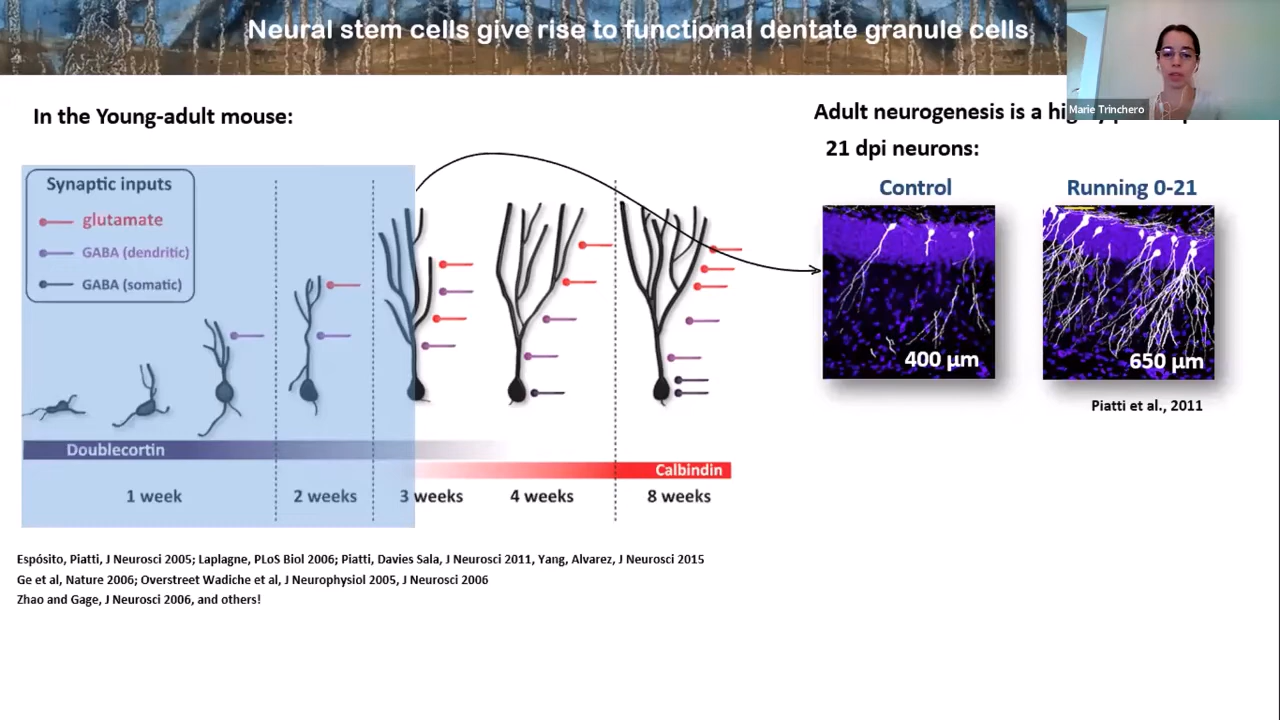 Neural stem cells give rise to functional dentate granule cells
Marie Trinchero
In the Young-adult mouse:
Adult neurogenesis is a
21 dpi neurons:
Synaptic inputs
glutamate
GABA (dendritic)
GABA (somatic)
Control
Running 0-21
400 µm
650 µm
Piatti et al., 2011
Doublecortin
Calbindin
1 week
2 weeks
3 weeks
4 weeks
8 weeks
Espósito, Piatti, J Neurosci 2005; Laplagne, PLoS Biol 2006; Piatti, Davies Sala, J Neurosci 2011, Yang, Alvarez, J Neurosci 2015
Ge et al, Nature 2006; Overstreet Wadiche et al, J Neurophysiol 2005, J Neurosci 2006
Zhao and Gage, J Neurosci 2006, and others!